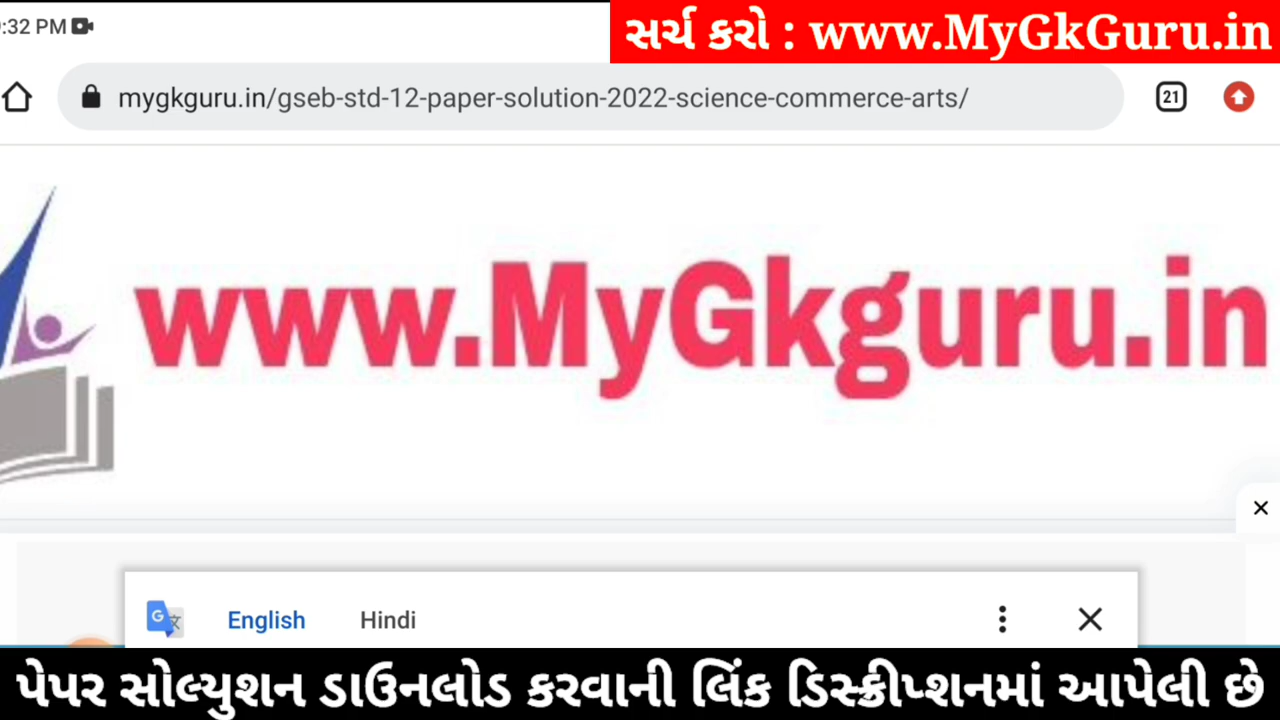 :32 PM
સર્ચ કરો : www.MyGkGuru.in
mygkguru.in/gseb-std-12-paper-solution-2022-science-commerce-arts/
21
www.MyGkguru.in
English Hindi
પેપર સોલ્યુશન ડાઉનલોડ કરવાની લિંક ડિસ્ક્રીપ્શનમાં આપેલી છે